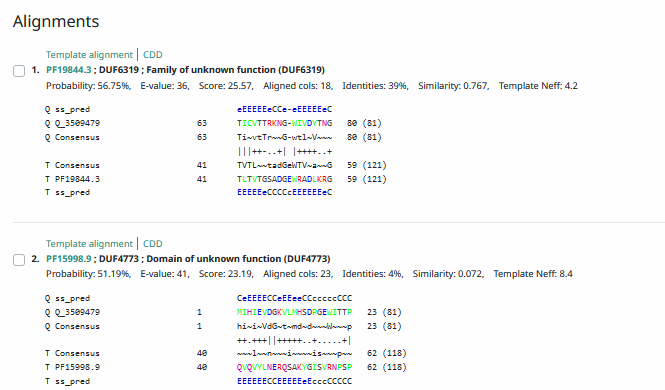 Alignments
Template alignment | CDD
1. PF19844.3 ; DUF6319 ; Family of unknown function (DUF6319)
Probability: 56.75%, E-value: 36, Score: 25.57, Aligned cols: 18, Identities: 39%, Similarity: 0.767, Template Neff: 4.2
Q ss_pred eEEEEEeCCe-eEEEEEeC
Q Q_3509479 63 TICVTTRKNG-WIVDYTNG 80 (81)
Q Consensus 63 Ti~vtTr~~G-wtl~V~~~ 80 (81)
|||++-..+| |++++..+
T Consensus 41 TVTL~~tadGeWTV~a~~G 59 (121)
T PF19844.3 41 TLTVTGSADGEWRADLKRG 59 (121)
T ss_pred EEEEEeCCCCcEEEEEEeC
Template alignment | CDD
2. PF15998.9 ; DUF4773 ; Domain of unknown function (DUF4773)
Probability: 51.19%, E-value: 41, Score: 23.19, Aligned cols: 23, Identities: 4%, Similarity: 0.072, Template Neff: 8.4
Q ss_pred CeEEEECCeEEeeCCccccCCC
Q Q_3509479 1 MIHIEVDGKVLMHSDPGEWITTP 23 (81)
Q Consensus 1 hi~i~VdG~t~md~d~~~W~~~p 23 (81)
++.+++||+++++..+.....+|
T Consensus 40 ~~~l~~n~~~i~~~~is~~~p~~ 62 (118)
T PF15998.9 40 QVQVYLNERQSAKYGISVRNPSP 62 (118)
T ss_pred EEEEEECCEEEEEeEcccCCCCC